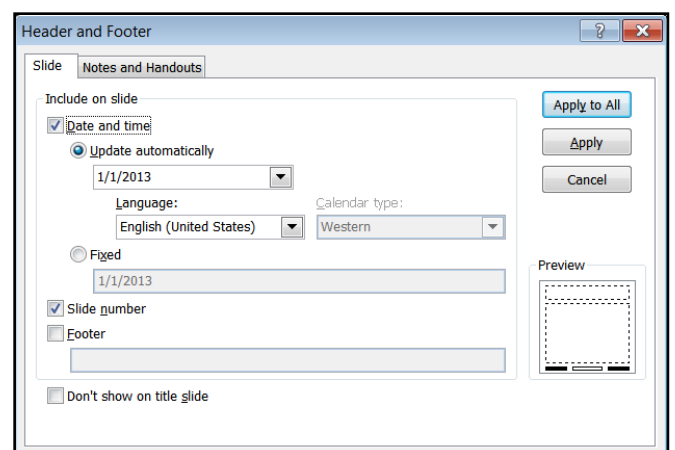 Header and Footer
Slide Notes and Handouts
Include on slide
Date and time
Update automatically
1/1/2013
Language: Calendar type:
English (United States) Western
Fixed
1/1/2013
Slide number
Footer
Don't show on title slide
Apply to All
Apply
Cancel
Preview